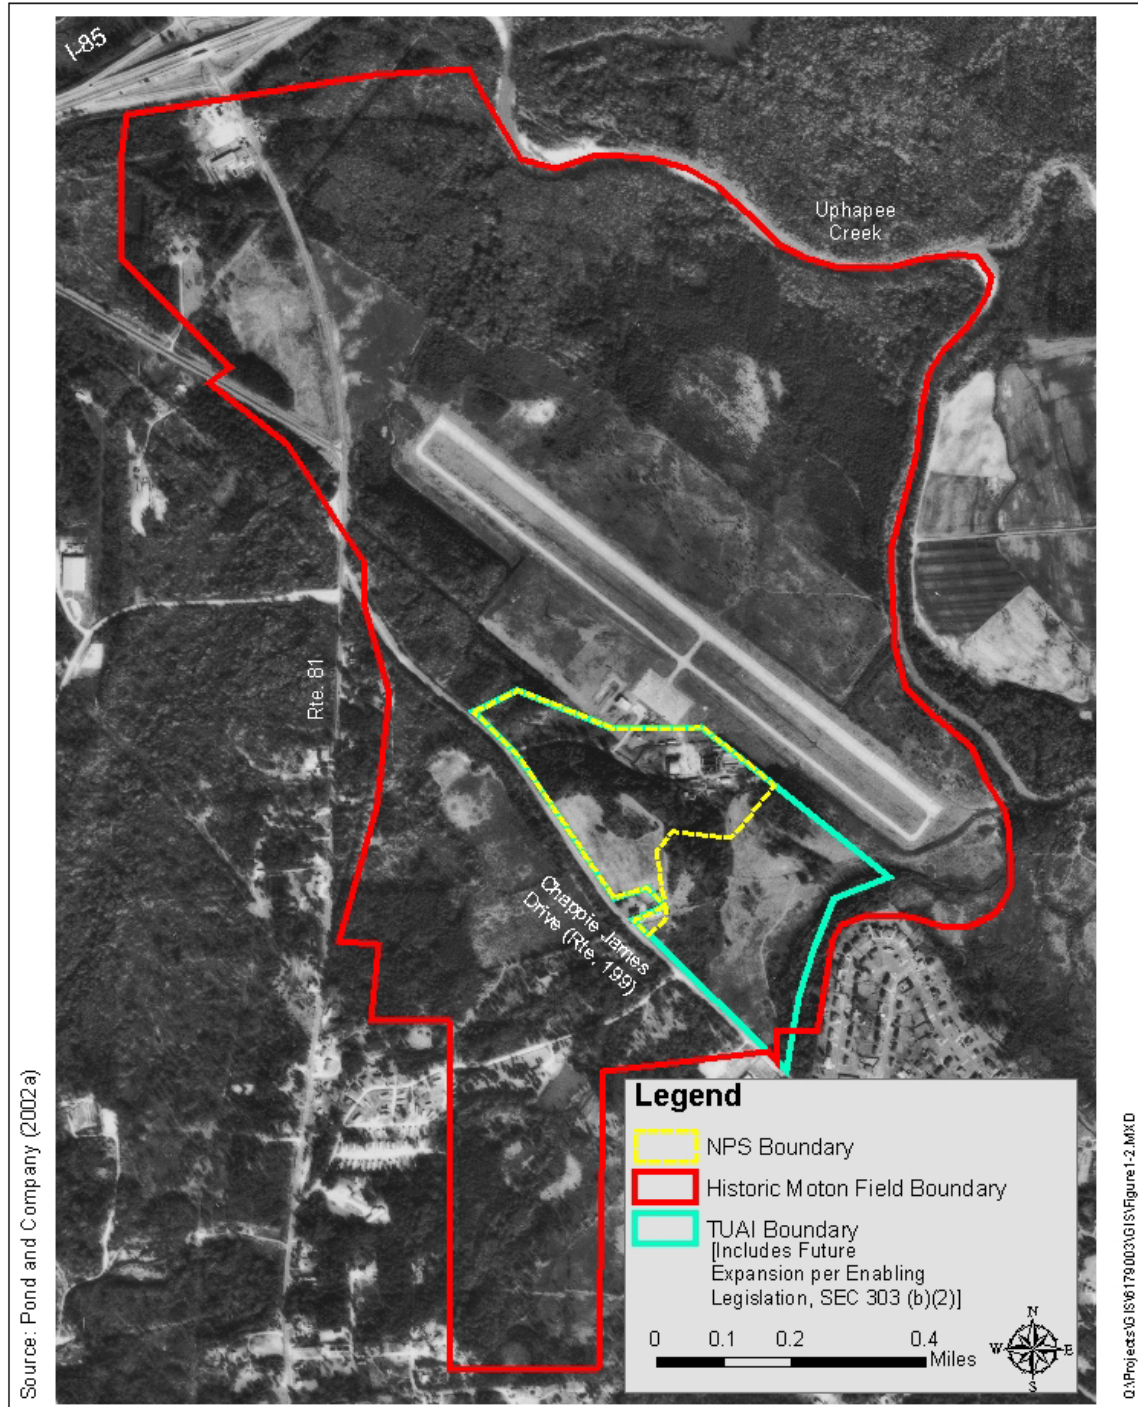 I-85
Uphapee
Creek
Rte. 81
Chappie James
Drive (Rte. 199)
Source: Pond and Company (2002a)
Legend
NPS Boundary
Historic Moton Field Boundary
TUAI Boundary
[Includes Future
Expansion per Enabling
Legislation, SEC 303 (b)(2)]
0 0.1 0.2 0.4
Miles
N
W E
S
Q:\Projects\GIS\6179003\GIS\Figure1-2.MXD